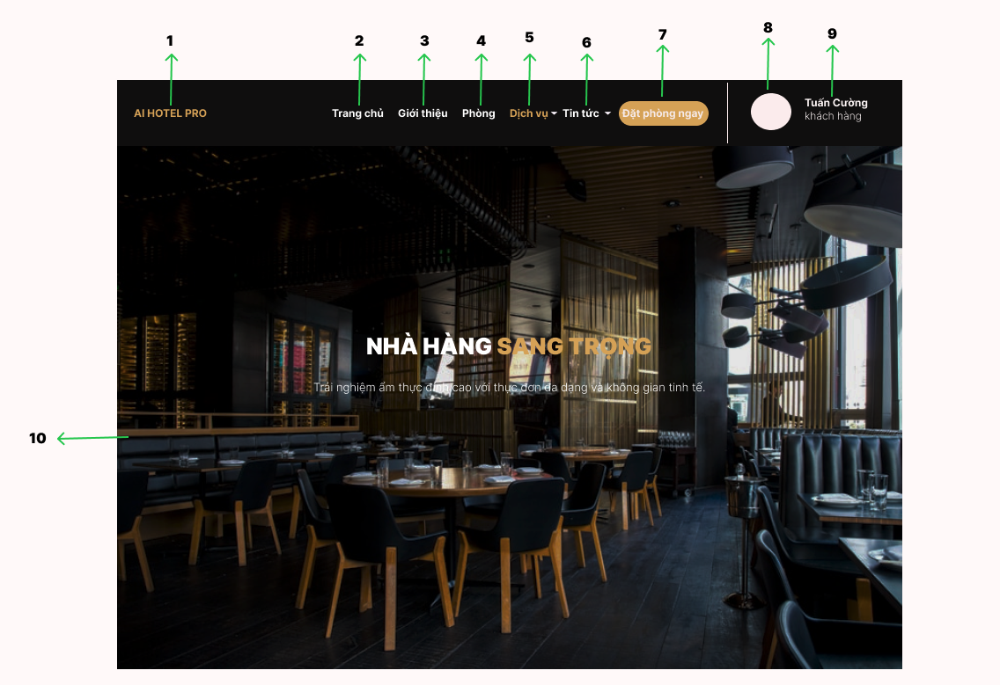 1 2 3 4 5 6 7 8 9
AI HOTEL PRO Trang chủ Giới thiệu Phòng Dịch vụ Tin tức Đặt phòng ngay Tuấn Cường
khách hàng
NHÀ HÀNG SANG TRỌNG
Trải nghiệm ẩm thực đỉnh cao với thực đơn đa dạng và không gian tinh tế.
10